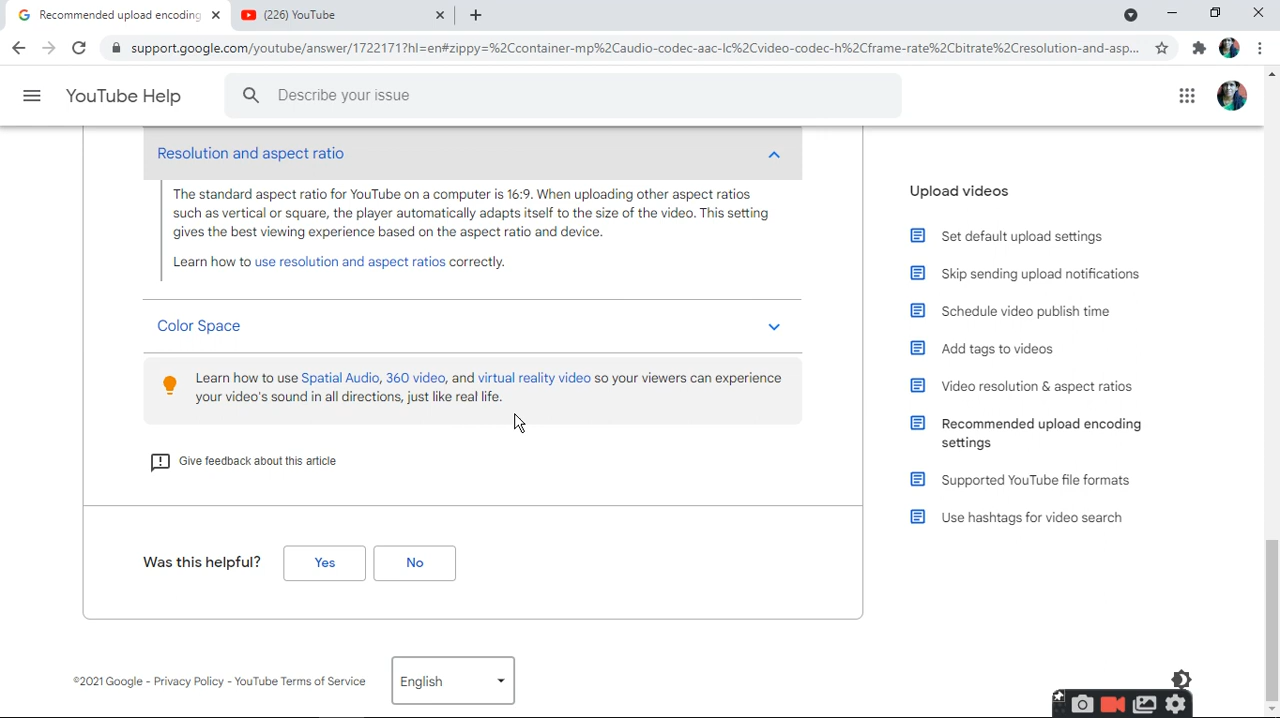 Recommended upload encoding
(226) YouTube
support.google.com/youtube/answer/1722171?hl=en#zippy=%2Ccontainer-mp%2Caudio-codec-aac-lc%2Cvideo-codec-h%2Cframe-rate%2Cbitrate%2Cresolution-and-asp...
YouTube Help
Describe your issue
Resolution and aspect ratio
The standard aspect ratio for YouTube on a computer is 16:9. When uploading other aspect ratios
such as vertical or square, the player automatically adapts itself to the size of the video. This setting
gives the best viewing experience based on the aspect ratio and device.
Learn how to use resolution and aspect ratios correctly.
Color Space
Learn how to use Spatial Audio, 360 video, and virtual reality video so your viewers can experience
your video's sound in all directions, just like real life.
Give feedback about this article
Was this helpful?
Yes
No
Upload videos
Set default upload settings
Skip sending upload notifications
Schedule video publish time
Add tags to videos
Video resolution & aspect ratios
Recommended upload encoding
settings
Supported YouTube file formats
Use hashtags for video search
©2021 Google - Privacy Policy - YouTube Terms of Service
English